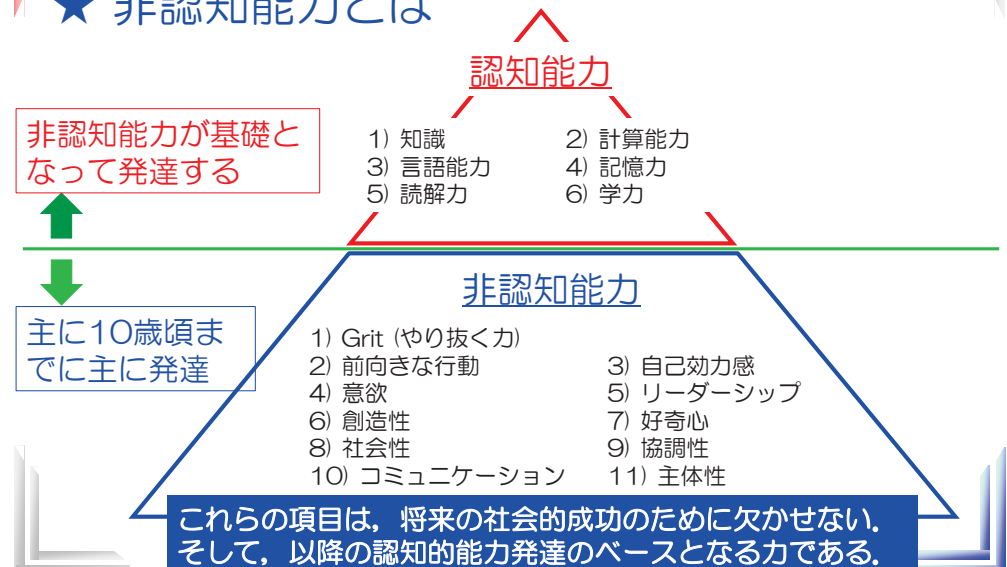 ★ 非認知能力とは
認知能力
非認知能力が基礎と
なって発達する
1) 知識 2) 計算能力
3) 言語能力 4) 記憶力
5) 読解力 6) 学力
非認知能力
主に10歳頃ま
でに主に発達
1) Grit (やり抜く力)
2) 前向きな行動 3) 自己効力感
4) 意欲 5) リーダーシップ
6) 創造性 7) 好奇心
8) 社会性 9) 協調性
10) コミュニケーション 11) 主体性
これらの項目は，将来の社会的成功のために欠かせない．
そして，以降の認知的能力発達のベースとなる力である．